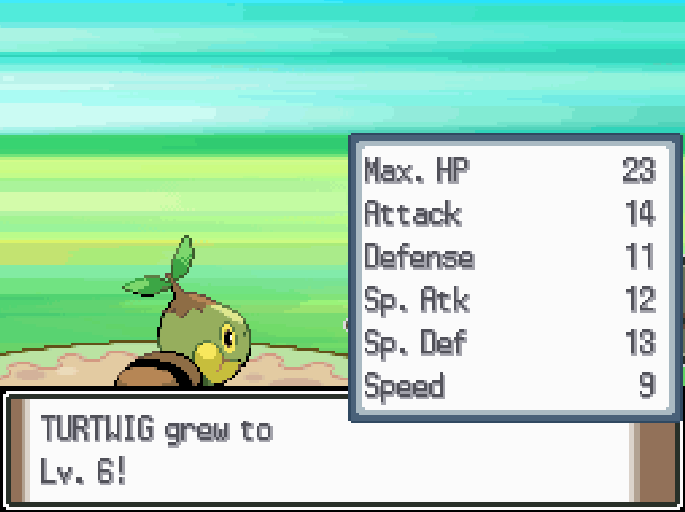 Max. HP 23
Attack 14
Defense 11
Sp. Atk 12
Sp. Def 13
Speed 9
TURTWIG grew to
Lv. 6!